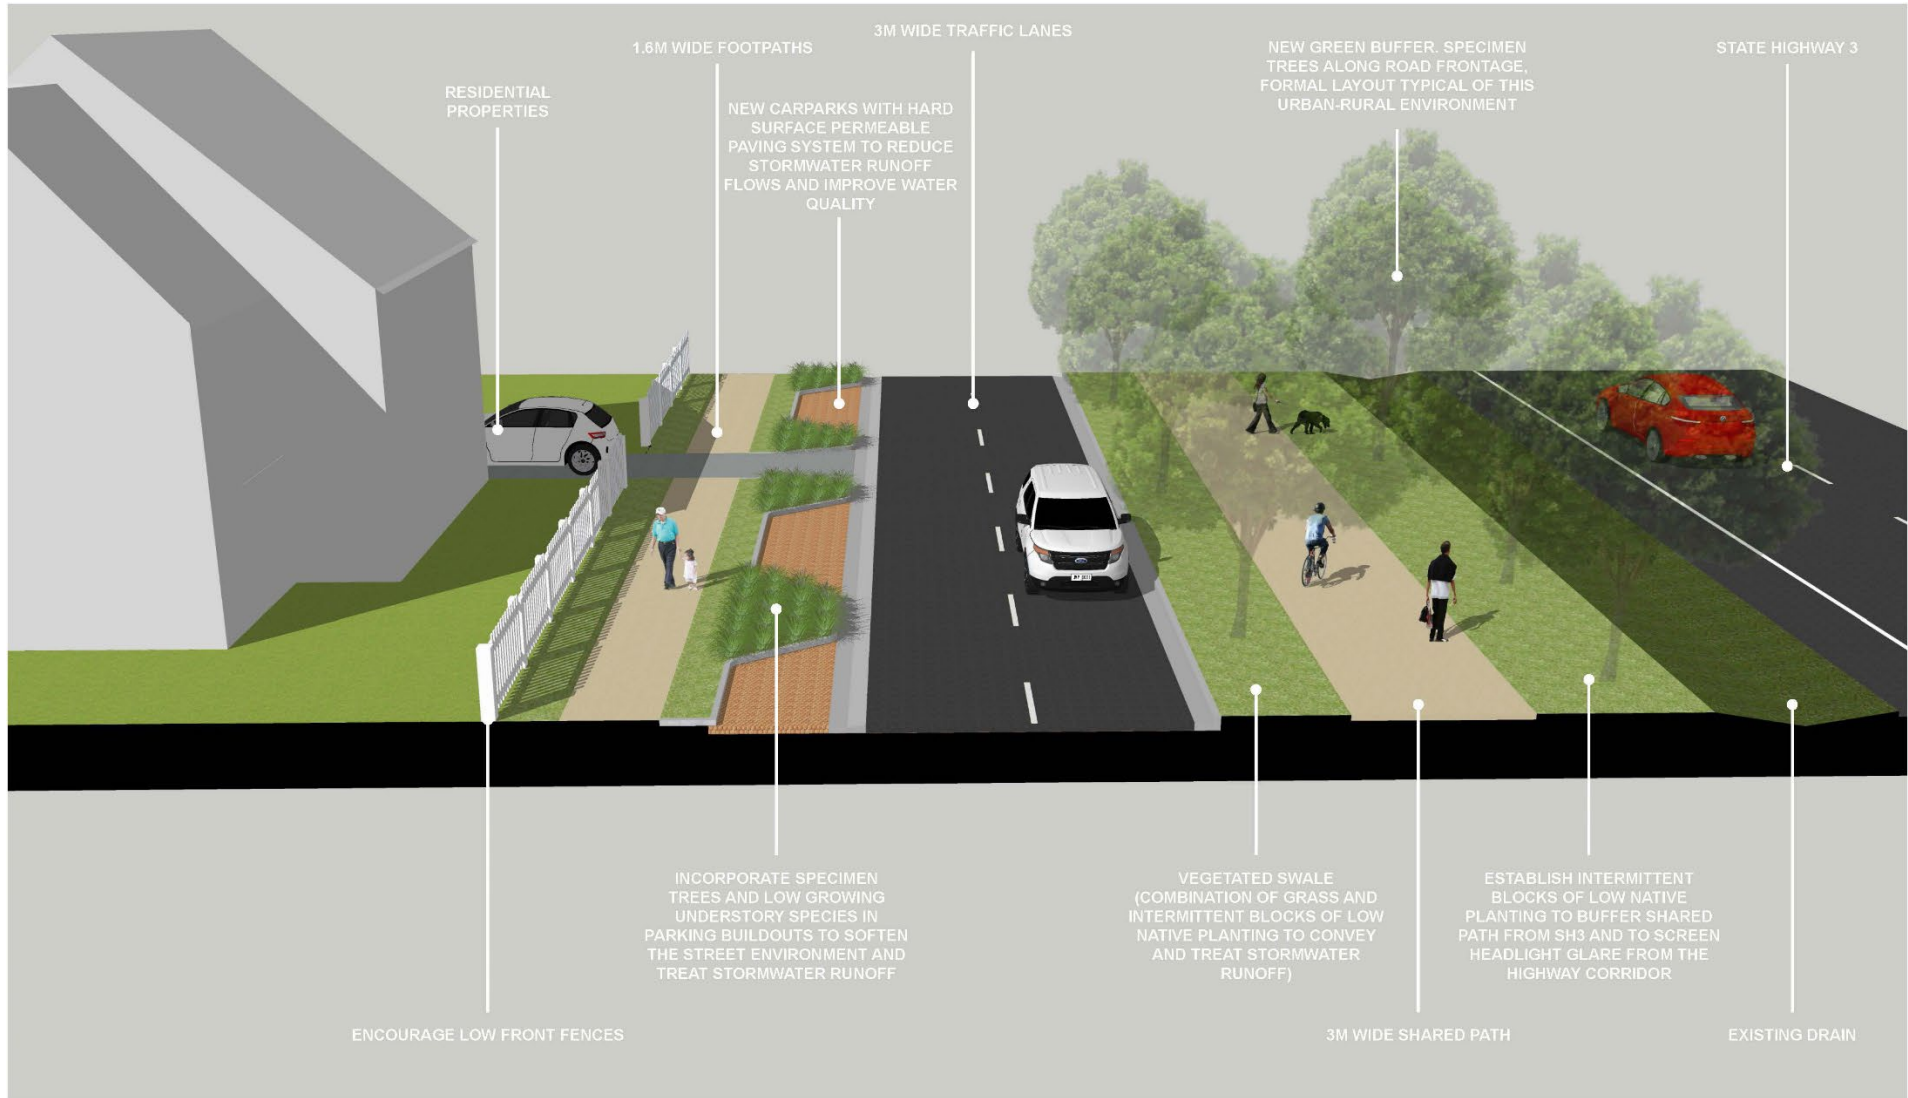 3M WIDE TRAFFIC LANES
1.6M WIDE FOOTPATHS
NEW GREEN BUFFER. SPECIMEN
TREES ALONG ROAD FRONTAGE,
FORMAL LAYOUT TYPICAL OF THIS
URBAN-RURAL ENVIRONMENT
STATE HIGHWAY 3
RESIDENTIAL
PROPERTIES
NEW CARPARKS WITH HARD
SURFACE PERMEABLE
PAVING SYSTEM TO REDUCE
STORMWATER RUNOFF
FLOWS AND IMPROVE WATER
QUALITY
INCORPORATE SPECIMEN
TREES AND LOW GROWING
UNDERSTORY SPECIES IN
PARKING BUILDOUTS TO SOFTEN
THE STREET ENVIRONMENT AND
TREAT STORMWATER RUNOFF
VEGETATED SWALE
(COMBINATION OF GRASS AND
INTERMITTENT BLOCKS OF LOW
NATIVE PLANTING TO CONVEY
AND TREAT STORMWATER
RUNOFF)
ESTABLISH INTERMITTENT
BLOCKS OF LOW NATIVE
PLANTING TO BUFFER SHARED
PATH FROM SH3 AND TO SCREEN
HEADLIGHT GLARE FROM THE
HIGHWAY CORRIDOR
ENCOURAGE LOW FRONT FENCES
3M WIDE SHARED PATH
EXISTING DRAIN